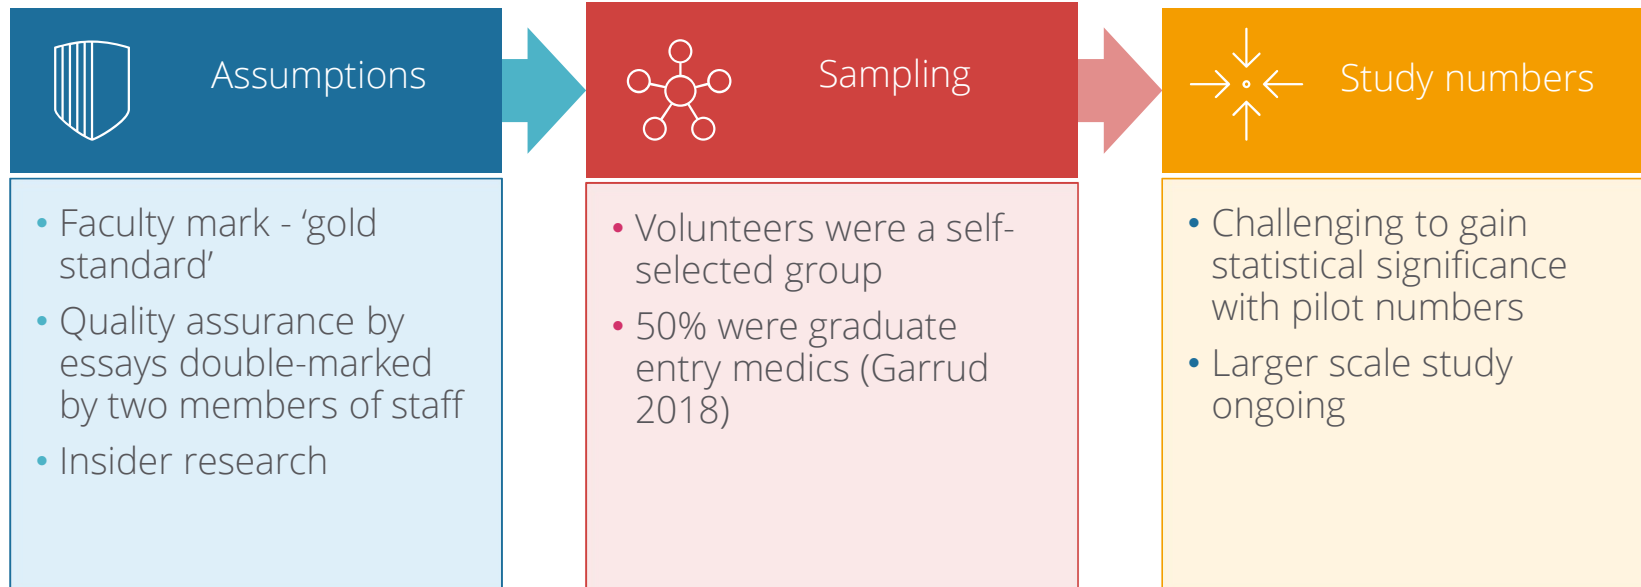 Assumptions
• Faculty mark - ‘gold
standard’
• Quality assurance by
essays double-marked
by two members of staff
• Insider research
Sampling
• Volunteers were a self-
selected group
• 50% were graduate
entry medics (Garrud
2018)
Study numbers
• Challenging to gain
statistical significance
with pilot numbers
• Larger scale study
ongoing